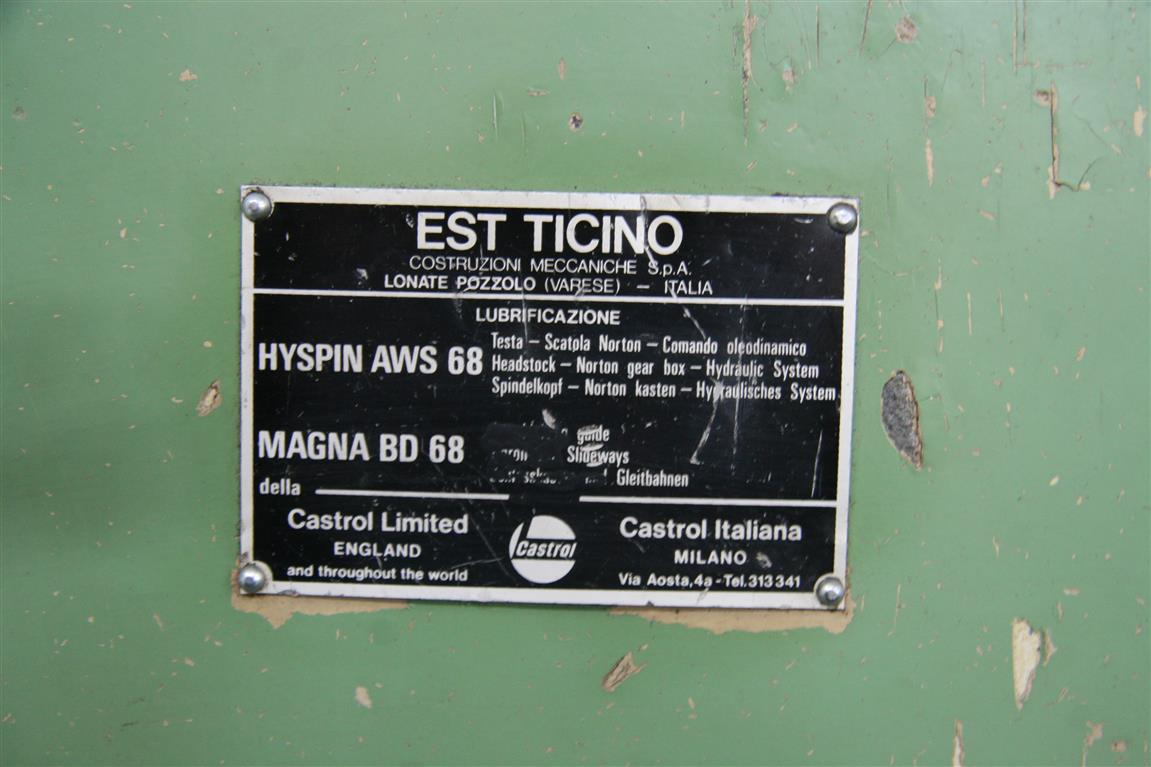 EST TICINO
COSTRUZIONI MECCANICHE S.p.A.
LONATE POZZOLO (VARESE) — ITALIA
LUBRIFICAZIONE
HYSPIN AWS 68
Testa – Scatola Norton – Comando oleodinamico
Headstock – Norton gear box – Hydraulic System
Spindelkopf – Norton kasten – Hydraulisches System
MAGNA BD 68
guide
Slideways
Gleitbahnen
della
Castrol Limited
ENGLAND
and throughout the world
Castrol
Castrol Italiana
MILANO
Via Aosta,4a-Tel.313341